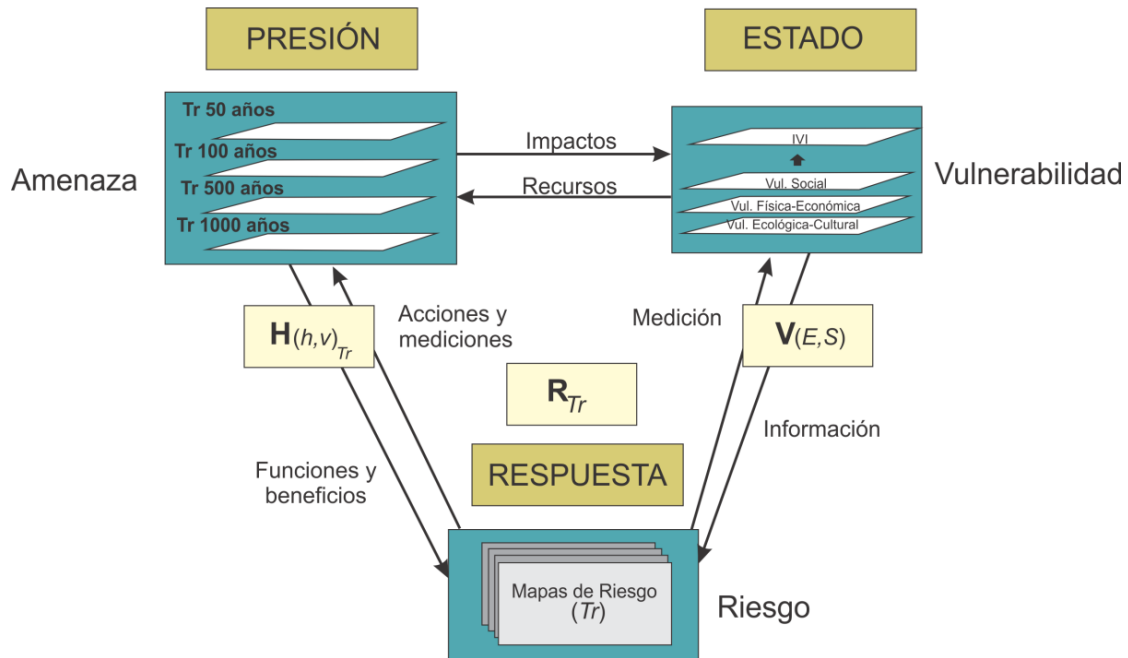 PRESIÓN
ESTADO
Tr 50 años
Tr 100 años
Tr 500 años
Tr 1000 años
Amenaza
Impactos
Recursos
IVI
Vul. Social
Vul. Física-Económica
Vul. Ecológica-Cultural
Vulnerabilidad
H(h,v)Tr
Acciones y
mediciones
Medición
V(E,S)
RTr
Funciones y
beneficios
RESPUESTA
Información
Mapas de Riesgo
(Tr)
Riesgo